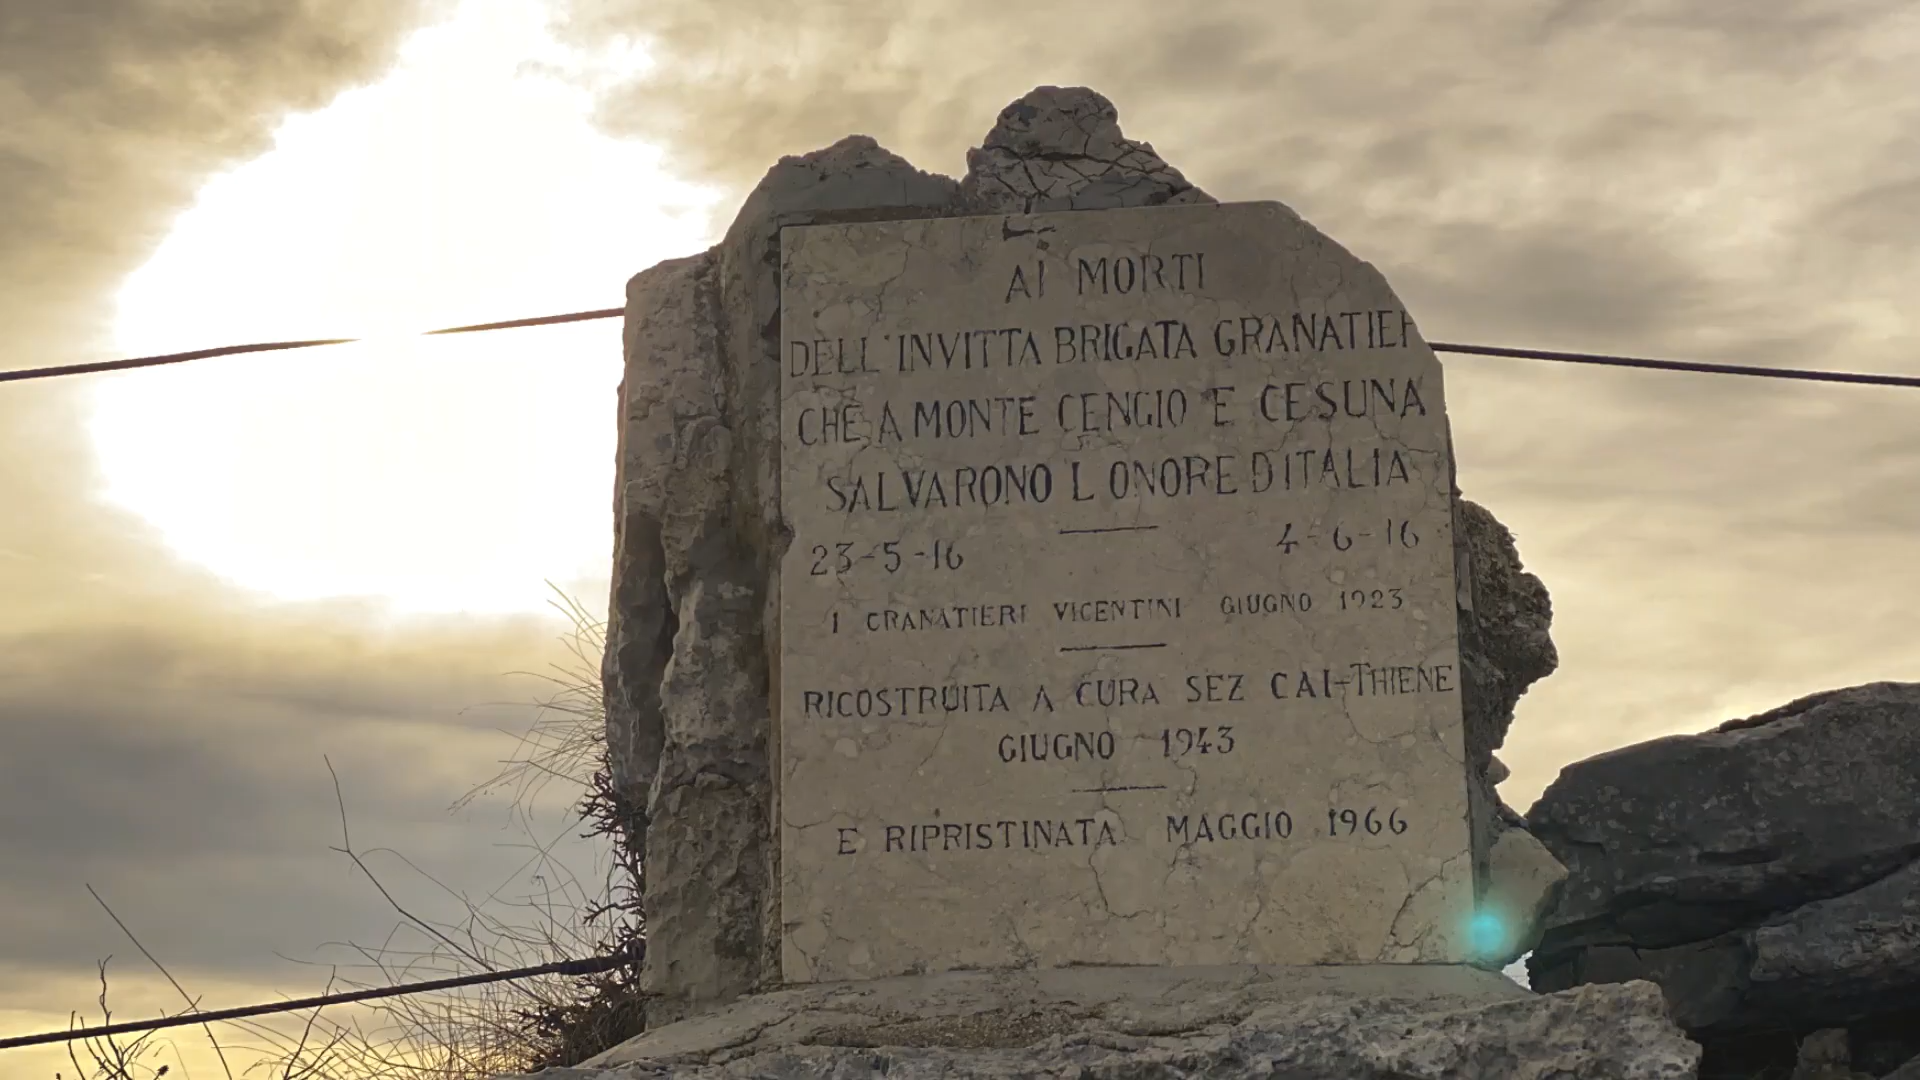 AI MORTI
DELL'INVITTA BRIGATA GRANATIERI
CHE A MONTE CENGIO E CESUNA
SALVARONO L'ONORE D'ITALIA
23-5-16 4-6-16
I GRANATIERI VICENTINI GIUGNO 1923
RICOSTRUITA A CURA SEZ CAI-THIENE
GIUGNO 1943
E RIPRISTINATA MAGGIO 1966